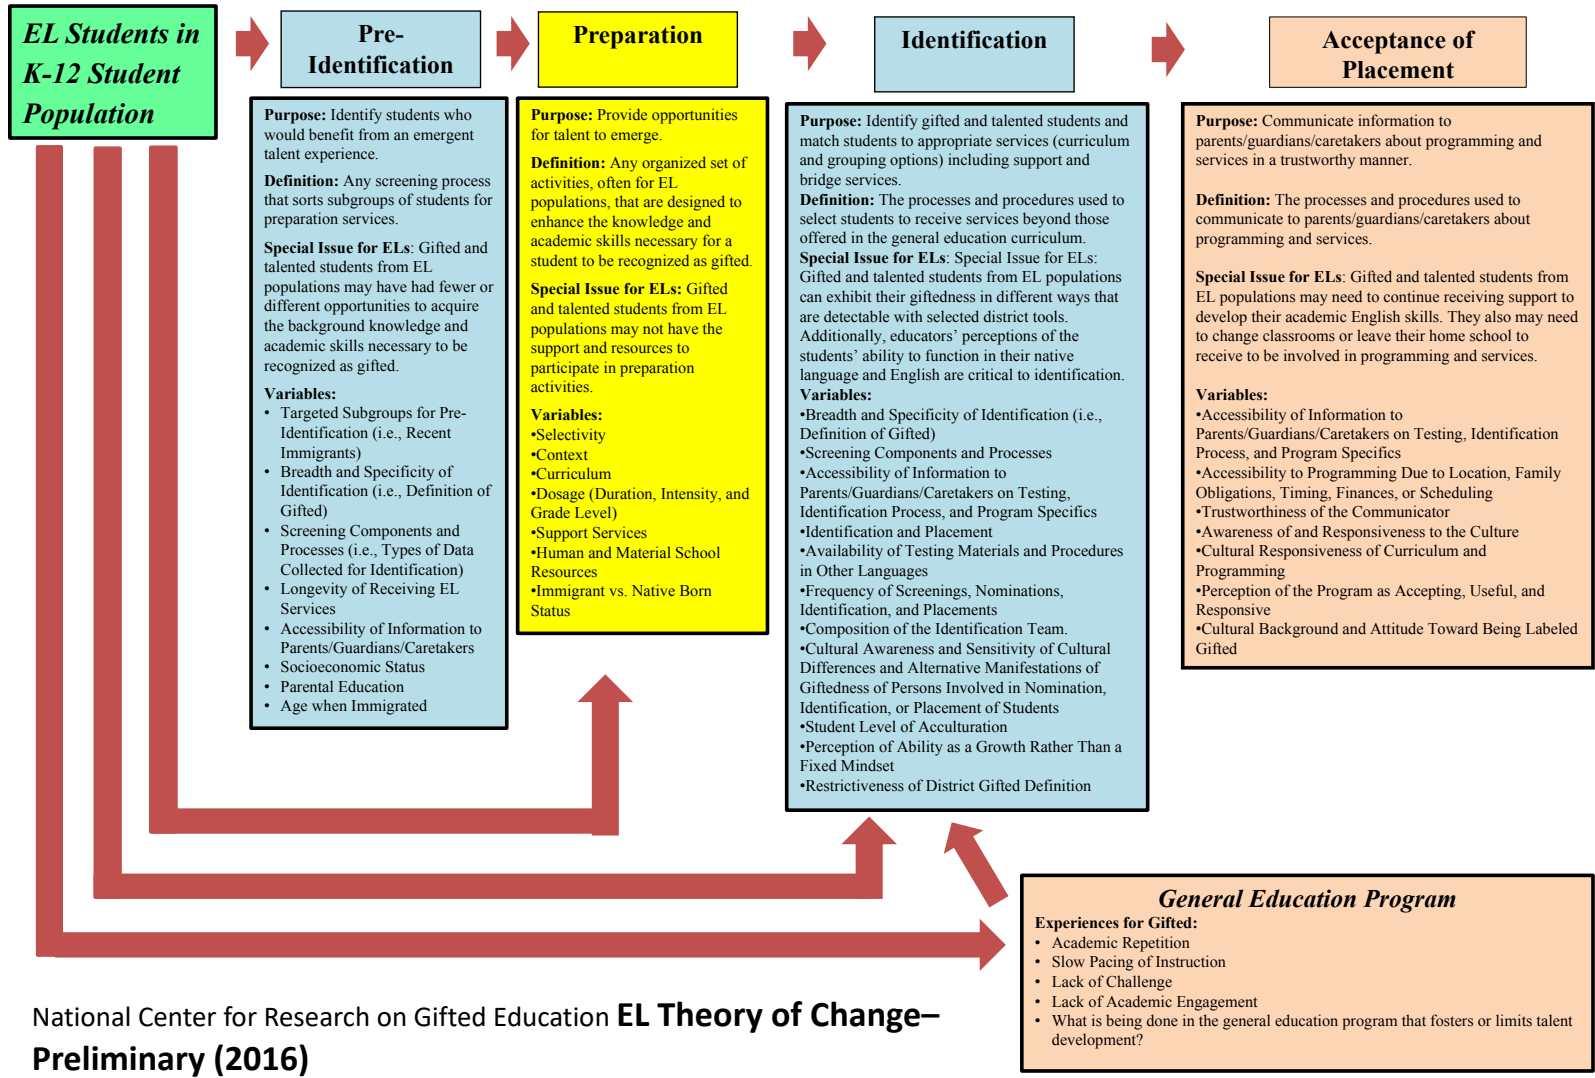 EL Students in
K-12 Student
Population
Pre-
Identification
Purpose: Identify students who
would benefit from an emergent
talent experience.
Definition: Any screening process
that sorts subgroups of students for
preparation services.
Special Issue for ELs: Gifted and
talented students from EL
populations may have had fewer or
different opportunities to acquire
the background knowledge and
academic skills necessary to be
recognized as gifted.
Variables:
• Targeted Subgroups for Pre-
Identification (i.e., Recent
Immigrants)
• Breadth and Specificity of
Identification (i.e., Definition of
Gifted)
• Screening Components and
Processes (i.e., Types of Data
Collected for Identification)
• Longevity of Receiving EL
Services
• Accessibility of Information to
Parents/Guardians/Caretakers
• Socioeconomic Status
• Parental Education
• Age when Immigrated
Preparation
Purpose: Provide opportunities
for talent to emerge.
Definition: Any organized set of
activities, often for EL
populations, that are designed to
enhance the knowledge and
academic skills necessary for a
student to be recognized as gifted.
Special Issue for ELs: Gifted
and talented students from EL
populations may not have the
support and resources to
participate in preparation
activities.
Variables:
•Selectivity
•Context
•Curriculum
•Dosage (Duration, Intensity, and
Grade Level)
•Support Services
•Human and Material School
Resources
•Immigrant vs. Native Born
Status
Identification
Purpose: Identify gifted and talented students and
match students to appropriate services (curriculum
and grouping options) including support and
bridge services.
Definition: The processes and procedures used to
select students to receive services beyond those
offered in the general education curriculum.
Special Issue for ELs: Special Issue for ELs:
Gifted and talented students from EL populations
can exhibit their giftedness in different ways that
are detectable with selected district tools.
Additionally, educators’ perceptions of the
students’ ability to function in their native
language and English are critical to identification.
Variables:
•Breadth and Specificity of Identification (i.e.,
Definition of Gifted)
•Screening Components and Processes
•Accessibility of Information to
Parents/Guardians/Caretakers on Testing,
Identification Process, and Program Specifics
•Identification and Placement
•Availability of Testing Materials and Procedures
in Other Languages
•Frequency of Screenings, Nominations,
Identification, and Placements
•Composition of the Identification Team.
•Cultural Awareness and Sensitivity of Cultural
Differences and Alternative Manifestations of
Giftedness of Persons Involved in Nomination,
Identification, or Placement of Students
•Student Level of Acculturation
•Perception of Ability as a Growth Rather Than a
Fixed Mindset
•Restrictiveness of District Gifted Definition
Acceptance of
Placement
Purpose: Communicate information to
parents/guardians/caretakers about programming and
services in a trustworthy manner.
Definition: The processes and procedures used to
communicate to parents/guardians/caretakers about
programming and services.
Special Issue for ELs: Gifted and talented students from
EL populations may need to continue receiving support to
develop their academic English skills. They also may need
to change classrooms or leave their home school to
receive to be involved in programming and services.
Variables:
•Accessibility of Information to
Parents/Guardians/Caretakers on Testing, Identification
Process, and Program Specifics
•Accessibility to Programming Due to Location, Family
Obligations, Timing, Finances, or Scheduling
•Trustworthiness of the Communicator
•Awareness of and Responsiveness to the Culture
•Cultural Responsiveness of Curriculum and
Programming
•Perception of the Program as Accepting, Useful, and
Responsive
•Cultural Background and Attitude Toward Being Labeled
Gifted
General Education Program
Experiences for Gifted:
• Academic Repetition
• Slow Pacing of Instruction
• Lack of Challenge
• Lack of Academic Engagement
• What is being done in the general education program that fosters or limits talent
development?
National Center for Research on Gifted Education EL Theory of Change–
Preliminary (2016)